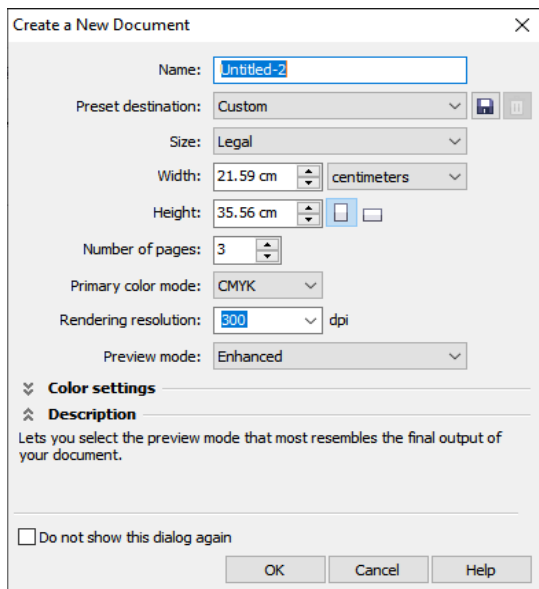 Create a New Document
Name: Untitled-2
Preset destination: Custom
Size: Legal
Width: 21.59 cm centimeters
Height: 35.56 cm
Number of pages: 3
Primary color mode: CMYK
Rendering resolution: 300 dpi
Preview mode: Enhanced
Color settings
Description
Lets you select the preview mode that most resembles the final output of
your document.
Do not show this dialog again
OK Cancel Help